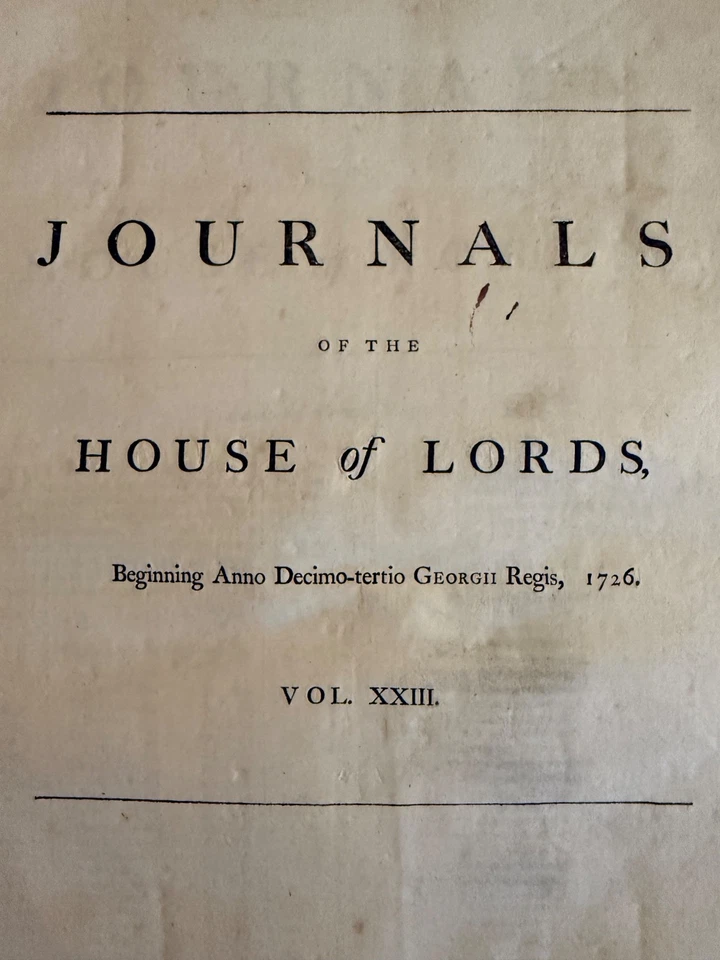 JOURNALS
OF THE
HOUSE of LORDS,
Beginning Anno Decimo-tertio GEORGII Regis, 1726.
VOL. XXIII.